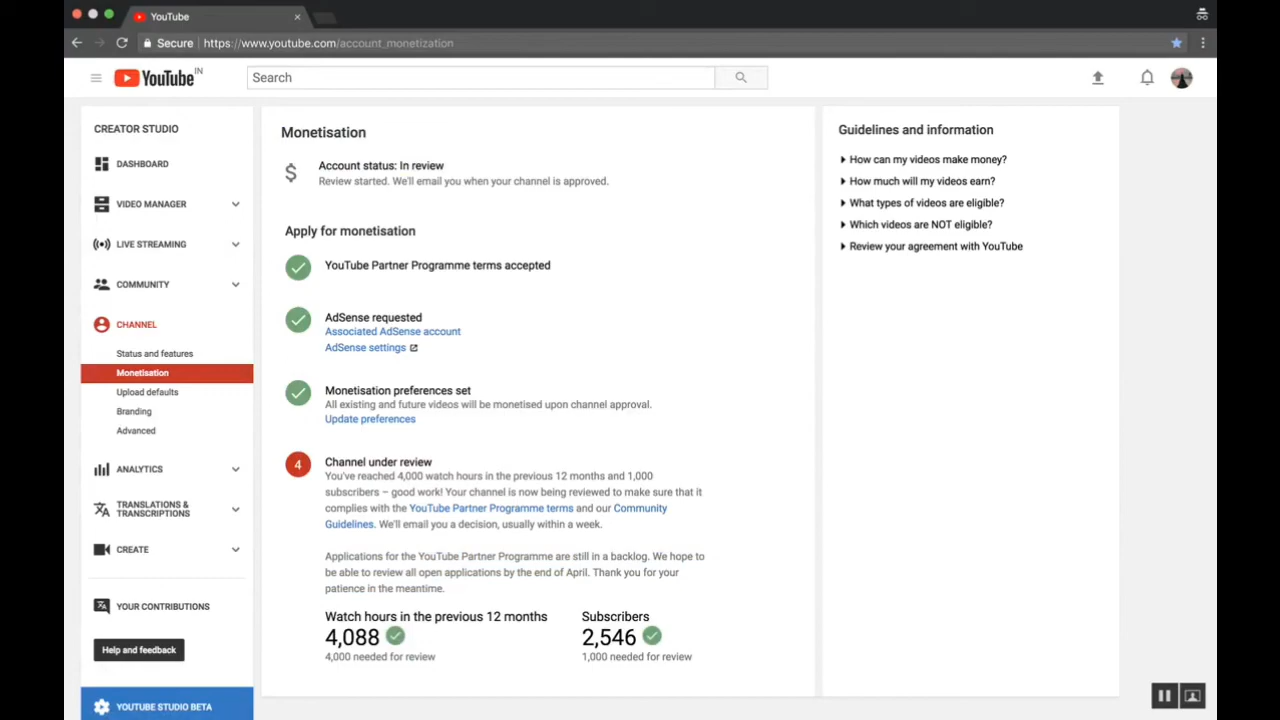 YouTube
Secure https://www.youtube.com/account_monetization
YouTube IN
Search
CREATOR STUDIO
DASHBOARD
VIDEO MANAGER
LIVE STREAMING
COMMUNITY
CHANNEL
Status and features
Monetisation
Upload defaults
Branding
Advanced
ANALYTICS
TRANSLATIONS &
TRANSCRIPTIONS
CREATE
YOUR CONTRIBUTIONS
Help and feedback
YOUTUBE STUDIO BETA
Monetisation
$
Account status: In review
Review started. We'll email you when your channel is approved.
Apply for monetisation
YouTube Partner Programme terms accepted
AdSense requested
Associated AdSense account
AdSense settings
Monetisation preferences set
All existing and future videos will be monetised upon channel approval.
Update preferences
4
Channel under review
You've reached 4,000 watch hours in the previous 12 months and 1,000
subscribers – good work! Your channel is now being reviewed to make sure that it
complies with the YouTube Partner Programme terms and our Community
Guidelines. We'll email you a decision, usually within a week.
Applications for the YouTube Partner Programme are still in a backlog. We hope to
be able to review all open applications by the end of April. Thank you for your
patience in the meantime.
Watch hours in the previous 12 months
4,088
4,000 needed for review
Subscribers
2,546
1,000 needed for review
Guidelines and information
How can my videos make money?
How much will my videos earn?
What types of videos are eligible?
Which videos are NOT eligible?
Review your agreement with YouTube